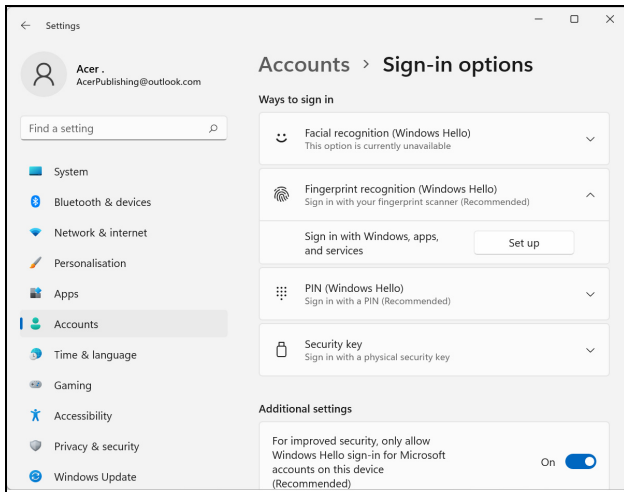 Settings
Acer .
AcerPublishing@outlook.com
Find a setting
System
Bluetooth & devices
Network & internet
Personalisation
Apps
Accounts
Time & language
Gaming
Accessibility
Privacy & security
Windows Update
Accounts > Sign-in options
Ways to sign in
Facial recognition (Windows Hello)
This option is currently unavailable
Fingerprint recognition (Windows Hello)
Sign in with your fingerprint scanner (Recommended)
Sign in with Windows, apps,
and services
Set up
PIN (Windows Hello)
Sign in with a PIN (Recommended)
Security key
Sign in with a physical security key
Additional settings
For improved security, only allow
Windows Hello sign-in for Microsoft
accounts on this device
(Recommended)
On